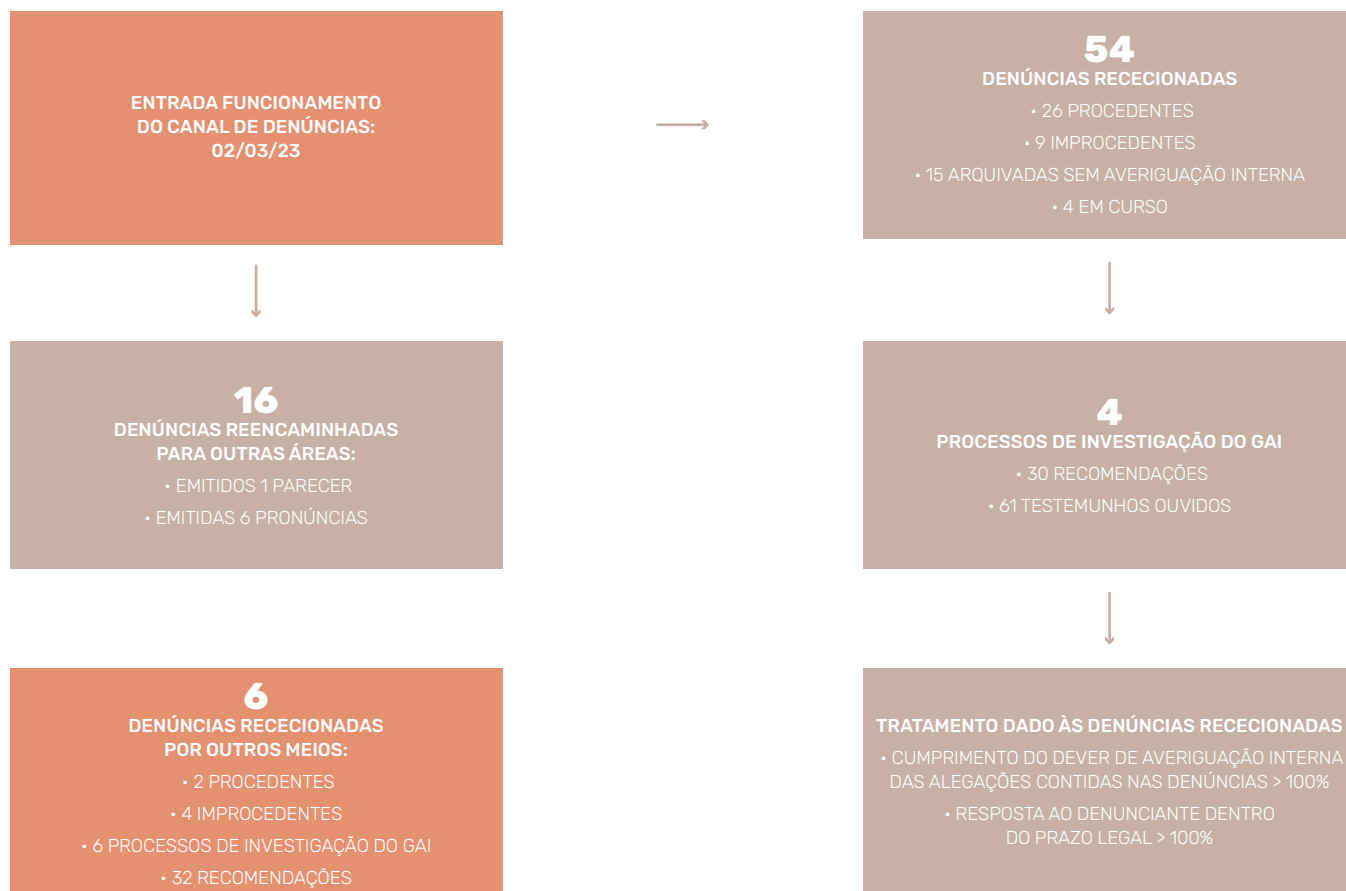 ENTRADA FUNCIONAMENTO
DO CANAL DE DENÚNCIAS:
02/03/23
54
DENÚNCIAS RECECIONADAS
• 26 PROCEDENTES
• 9 IMPROCEDENTES
• 15 ARQUIVADAS SEM AVERIGUAÇÃO INTERNA
• 4 EM CURSO
16
DENÚNCIAS REENCAMINHADAS
PARA OUTRAS ÁREAS:
• EMITIDOS 1 PARECER
• EMITIDAS 6 PRONÚNCIAS
4
PROCESSOS DE INVESTIGAÇÃO DO GAI
• 30 RECOMENDAÇÕES
• 61 TESTEMUNHOS OUVIDOS
6
DENÚNCIAS RECECIONADAS
POR OUTROS MEIOS:
• 2 PROCEDENTES
• 4 IMPROCEDENTES
• 6 PROCESSOS DE INVESTIGAÇÃO DO GAI
• 32 RECOMENDAÇÕES
TRATAMENTO DADO ÀS DENÚNCIAS RECECIONADAS
• CUMPRIMENTO DO DEVER DE AVERIGUAÇÃO INTERNA
DAS ALEGAÇÕES CONTIDAS NAS DENÚNCIAS > 100%
• RESPOSTA AO DENUNCIANTE DENTRO
DO PRAZO LEGAL > 100%